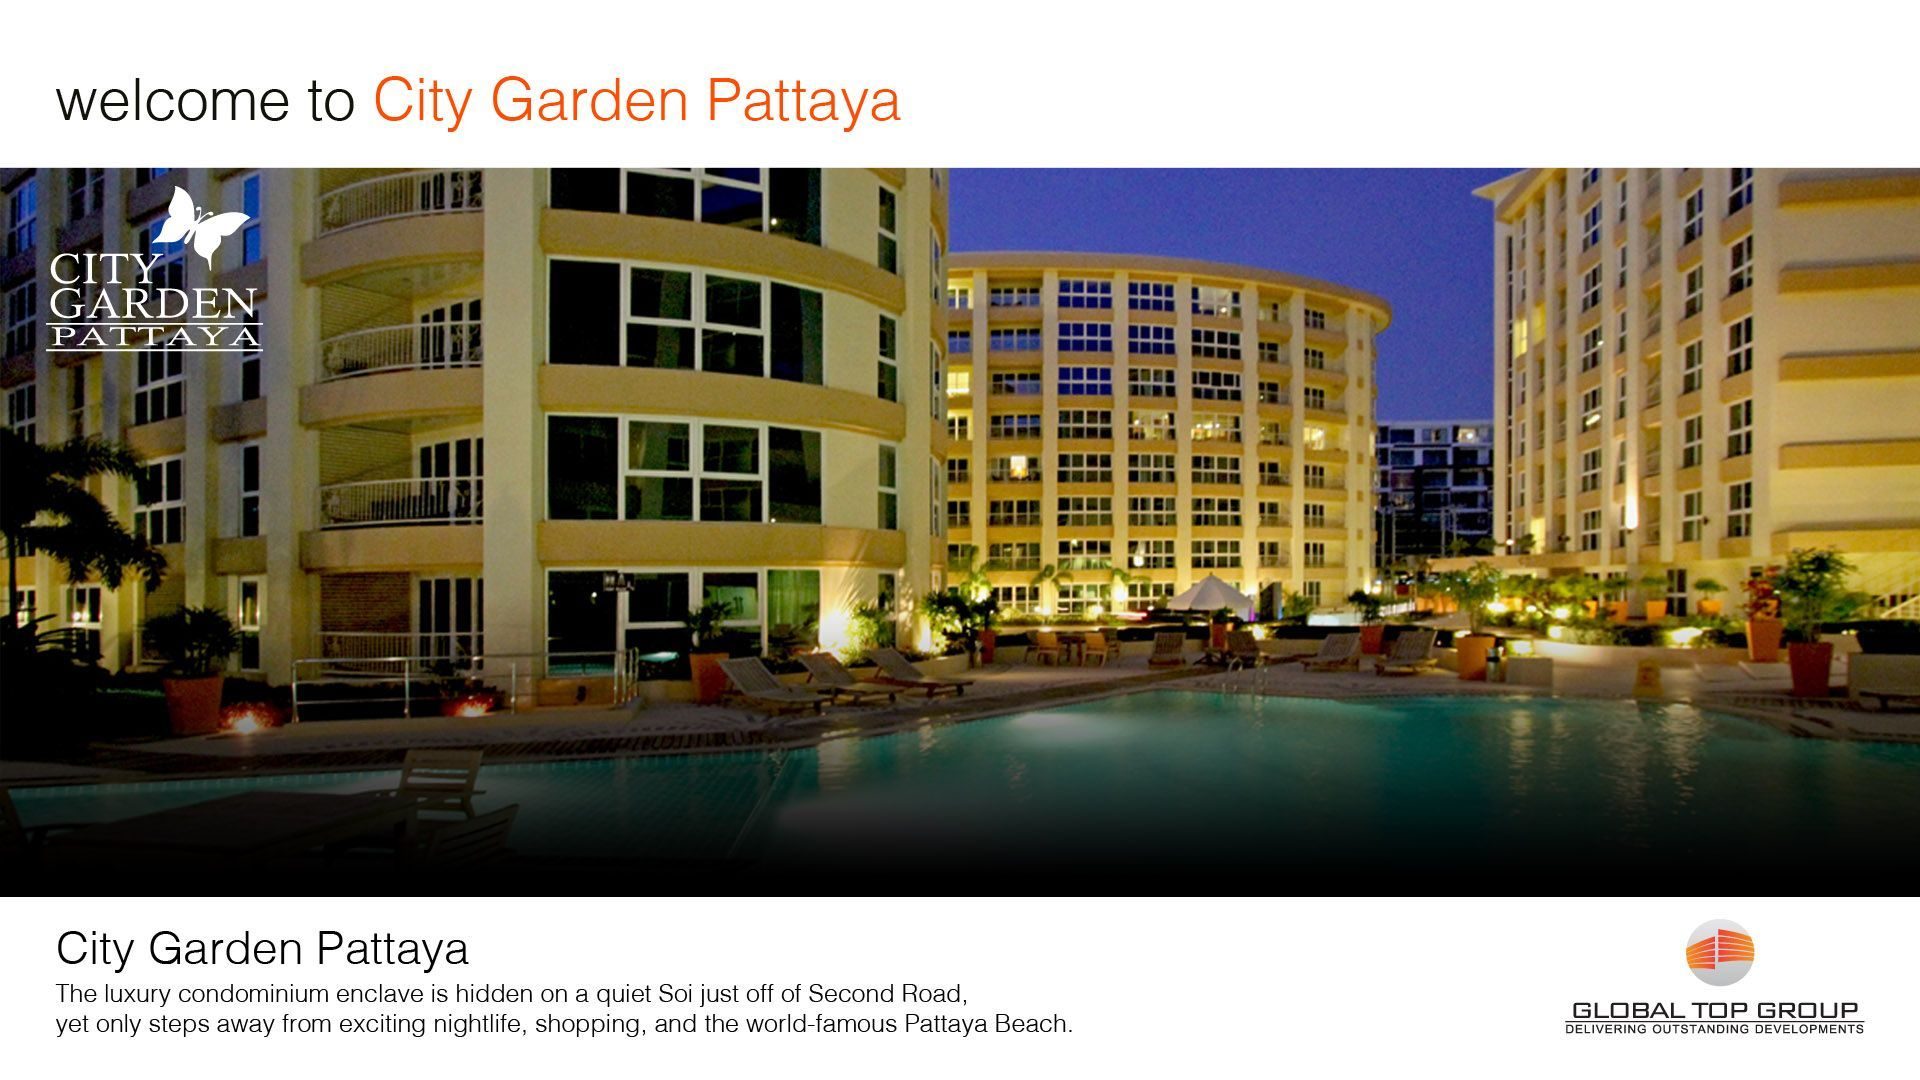 welcome to City Garden Pattaya
CITY
GARDEN
PATTAYA
City Garden Pattaya
The luxury condominium enclave is hidden on a quiet Soi just off of Second Road,
yet only steps away from exciting nightlife, shopping, and the world-famous Pattaya Beach.
GLOBAL TOP GROUP
DELIVERING OUTSTANDING DEVELOPMENTS